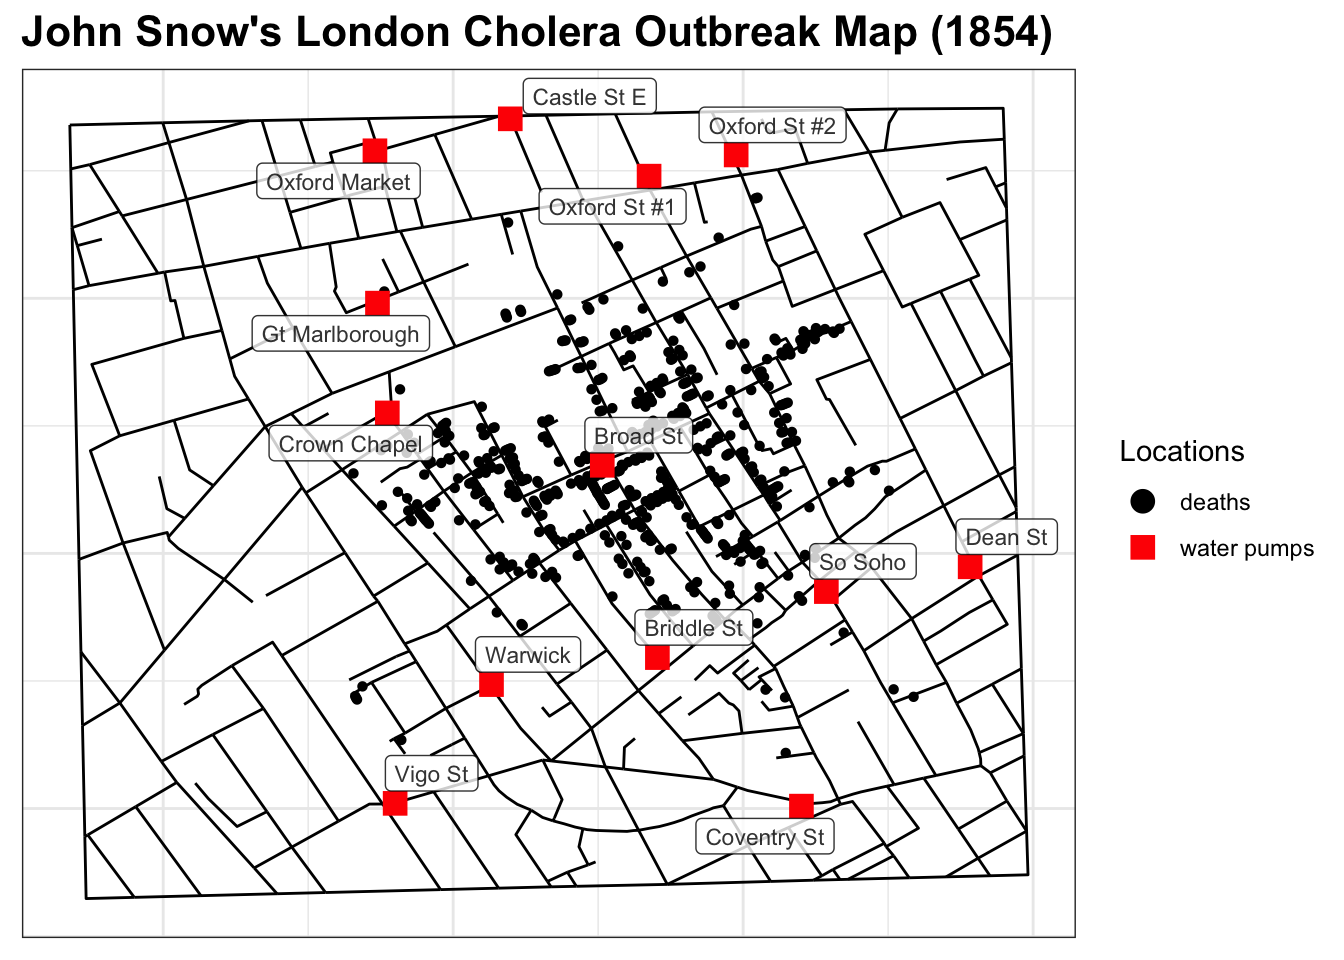 John Snow's London Cholera Outbreak Map (1854)
Castle St E
Oxford St #2
Oxford Market
Oxford St #1
Gt Marlborough
Crown Chapel
Broad St
Locations
deaths
water pumps
Dean St
So Soho
Briddle St
Warwick
Vigo St
Coventry St